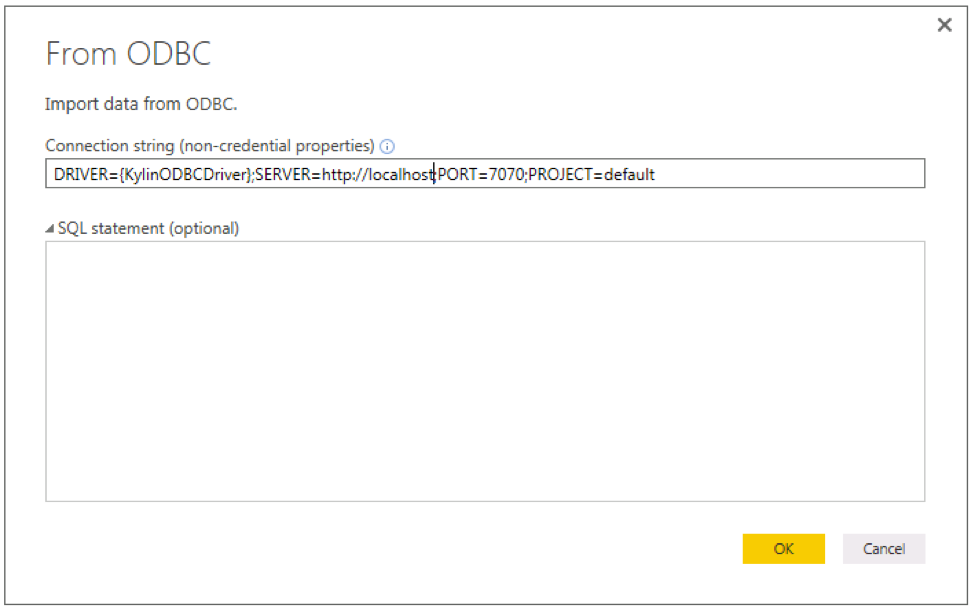 From ODBC
Import data from ODBC.
Connection string (non-credential properties)
DRIVER={KylinODBCDriver};SERVER=http://localhost;PORT=7070;PROJECT=default
SQL statement (optional)
OK Cancel